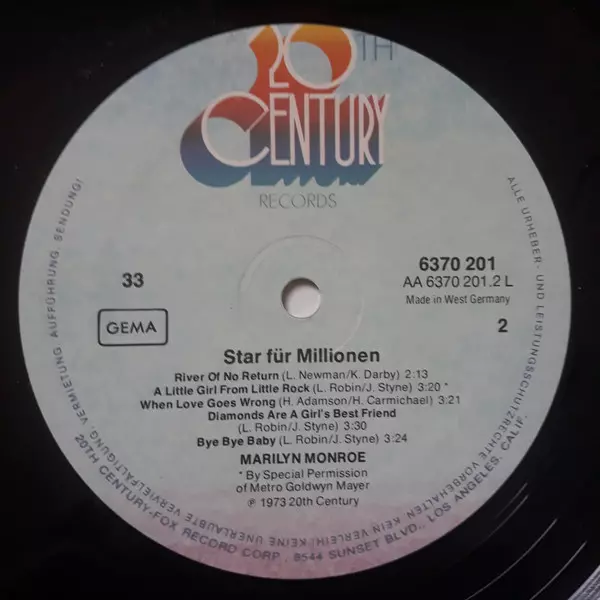 20TH
CENTURY
RECORDS
33
GEMA
6370 201
AA 6370 201.2 L
Made in West Germany
2
Star für Millionen
River Of No Return (L. Newman/K. Darby) 2:13
A Little Girl From Little Rock (L. Robin/J. Styne) 3:20 *
When Love Goes Wrong (H. Adamson/H. Carmichael) 3:21
Diamonds Are A Girl's Best Friend
(L. Robin/J. Styne) 3:30
Bye Bye Baby (L. Robin/J. Styne) 3:24
MARILYN MONROE
* By Special Permission
of Metro Goldwyn Mayer
℗ 1973 20th Century
ALLE URHEBER- UND LEISTUNGSSCHUTZRECHTE VORBEHALTEN. KEIN VERLEIH! KEINE UNERLAUBTE VERVIELFÄLTIGUNG, VERMIETUNG, AUFFÜHRUNG, SENDUNG!
20TH CENTURY-FOX RECORD CORP., 8544 SUNSET BLVD., LOS ANGELES, CALIF.